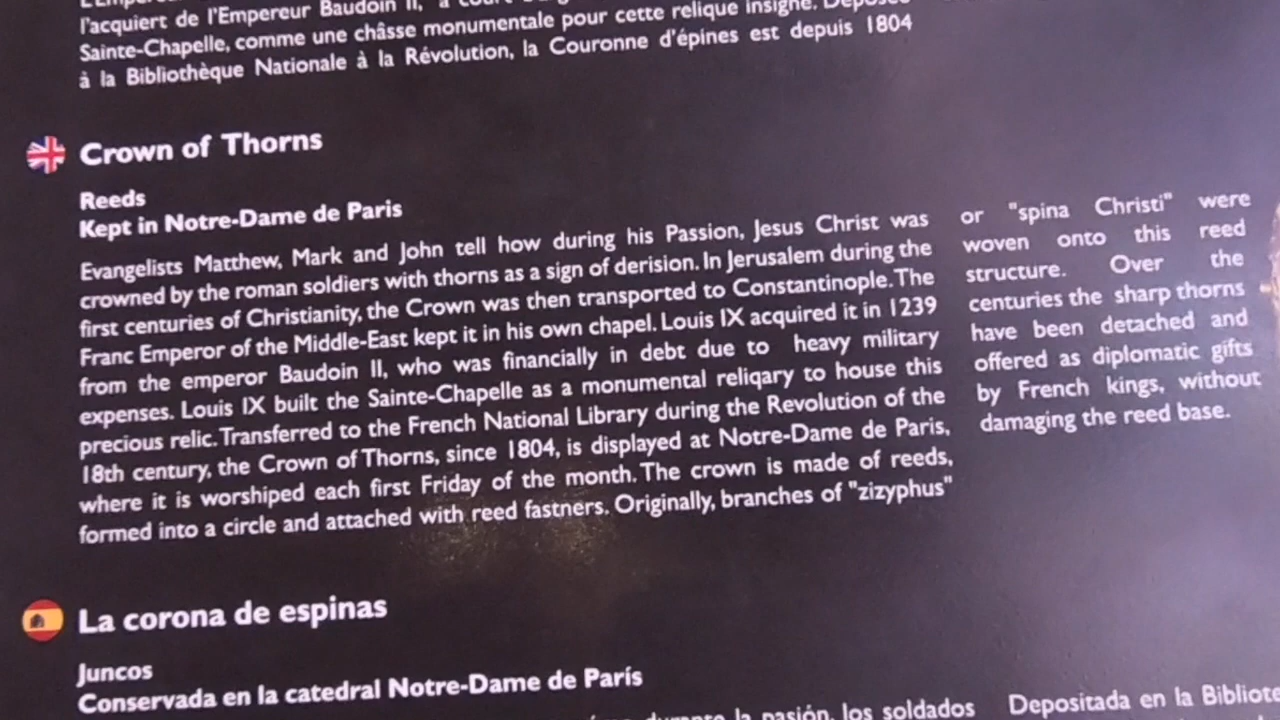 l'acquiert de l'Empereur Baudoin II,
Sainte-Chapelle, comme une châsse monumentale pour cette relique insigne.
à la Bibliothèque Nationale à la Révolution, la Couronne d'épines est depuis 1804
Crown of Thorns
Reeds
Kept in Notre-Dame de Paris
Evangelists Matthew, Mark and John tell how during his Passion, Jesus Christ was
crowned by the roman soldiers with thorns as a sign of derision. In Jerusalem during the
first centuries of Christianity, the Crown was then transported to Constantinople. The
Franc Emperor of the Middle-East kept it in his own chapel. Louis IX acquired it in 1239
from the emperor Baudoin II, who was financially in debt due to heavy military
expenses. Louis IX built the Sainte-Chapelle as a monumental reliqary to house this
precious relic. Transferred to the French National Library during the Revolution of the
18th century, the Crown of Thorns, since 1804, is displayed at Notre-Dame de Paris,
where it is worshiped each first Friday of the month. The crown is made of reeds,
formed into a circle and attached with reed fastners. Originally, branches of "zizyphus"
or "spina Christi" were
woven onto this reed
structure. Over the
centuries the sharp thorns
have been detached and
offered as diplomatic gifts
by French kings, without
damaging the reed base.
La corona de espinas
Juncos
Conservada en la catedral Notre-Dame de París
la pasión, los soldados
Depositada en la